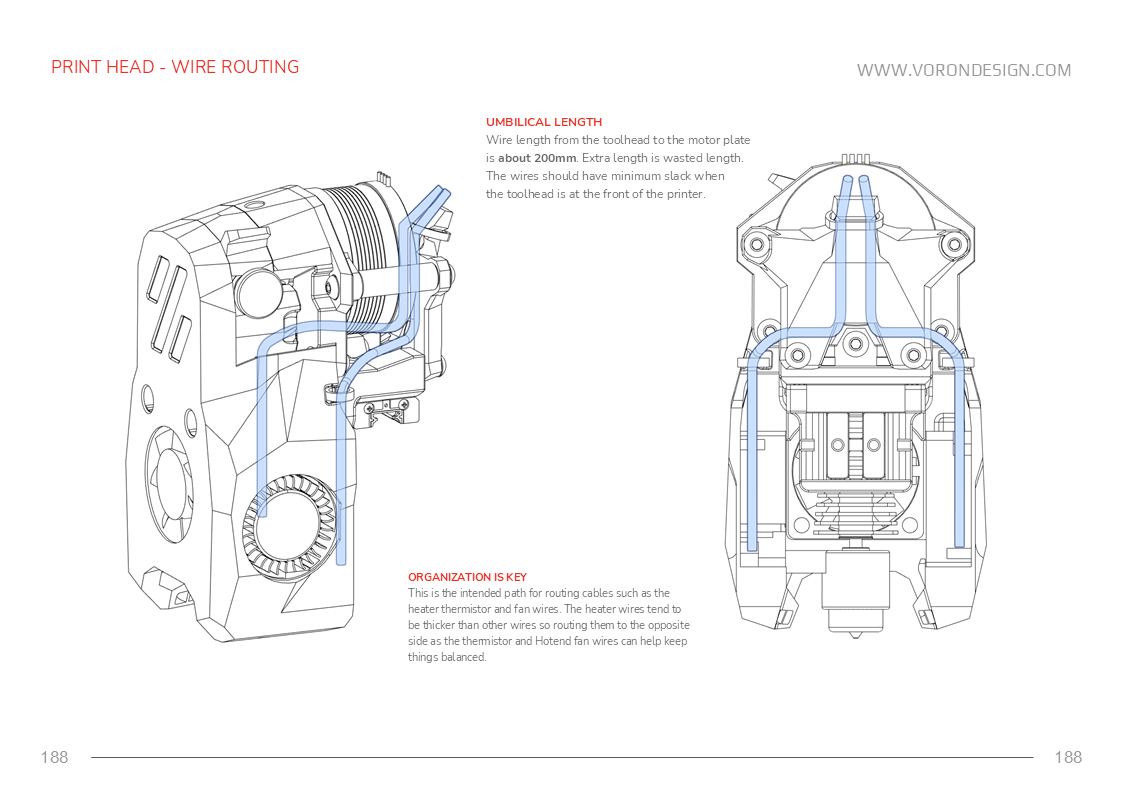 PRINT HEAD - WIRE ROUTING
WWW.VORONDESIGN.COM
UMBILICAL LENGTH
Wire length from the toolhead to the motor plate
is about 200mm. Extra length is wasted length.
The wires should have minimum slack when
the toolhead is at the front of the printer.
ORGANIZATION IS KEY
This is the intended path for routing cables such as the
heater thermistor and fan wires. The heater wires tend to
be thicker than other wires so routing them to the opposite
side as the thermistor and Hotend fan wires can help keep
things balanced.
188
188